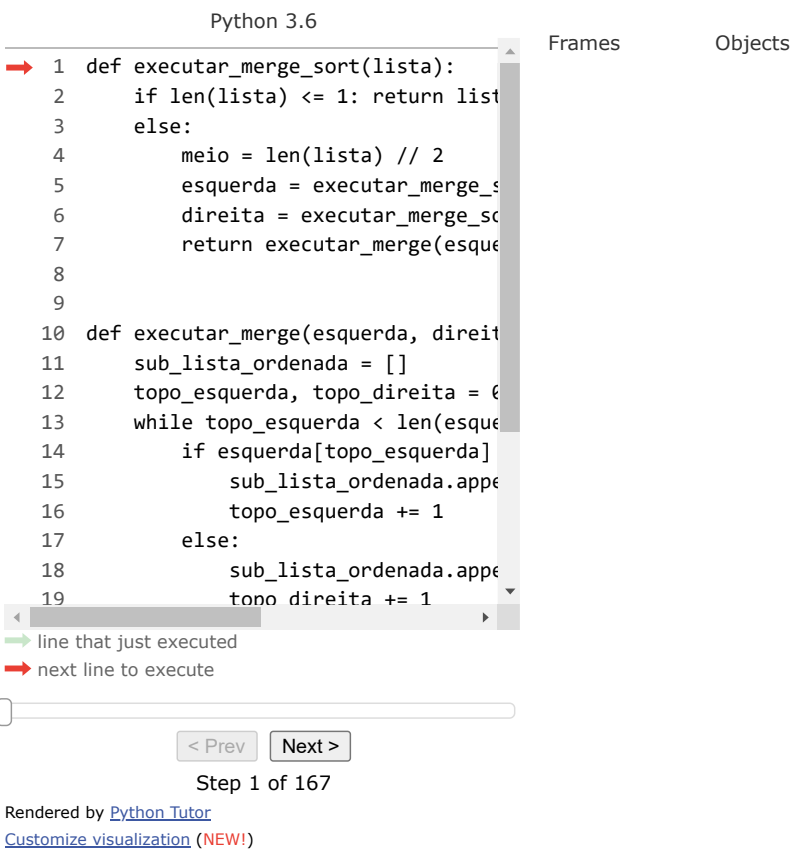 Python 3.6
Frames Objects
1 def executar_merge_sort(lista):
2     if len(lista) <= 1: return list
3     else:
4         meio = len(lista) // 2
5         esquerda = executar_merge_s
6         direita = executar_merge_so
7         return executar_merge(esque
8
9
10 def executar_merge(esquerda, direit
11     sub_lista_ordenada = []
12     topo_esquerda, topo_direita = 0
13     while topo_esquerda < len(esque
14         if esquerda[topo_esquerda]
15             sub_lista_ordenada.appe
16             topo_esquerda += 1
17         else:
18             sub_lista_ordenada.appe
19             topo_direita += 1
line that just executed
next line to execute
< Prev Next >
Step 1 of 167
Rendered by Python Tutor
Customize visualization (NEW!)